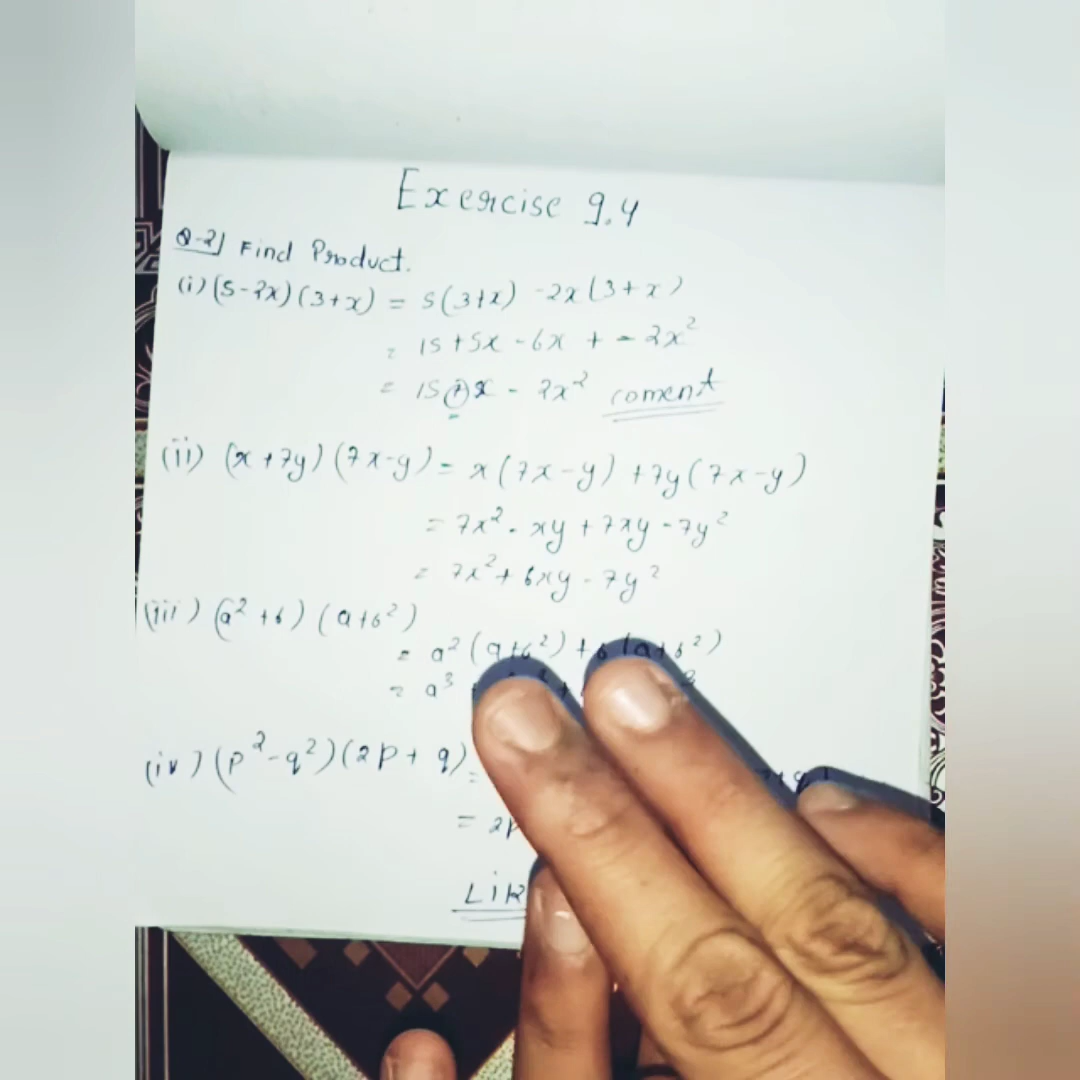 Exercise 9.4
Q-2) Find Product.
(i) (5-2x)(3+x) = 5(3+x) -2x(3+x)
= 15+5x-6x + - 2x²
= 15 x - 2x² coment
(ii) (x+7y)(7x-y) = x(7x-y) +7y(7x-y)
= 7x² - xy + 7xy - 7y²
= 7x² + 6xy - 7y²
(iii) (a²+b)(a+b²)
= a²(a+b²)+b(a+b²)
= a³
(iv) (p²-q²)(2p+q) =
= 2p